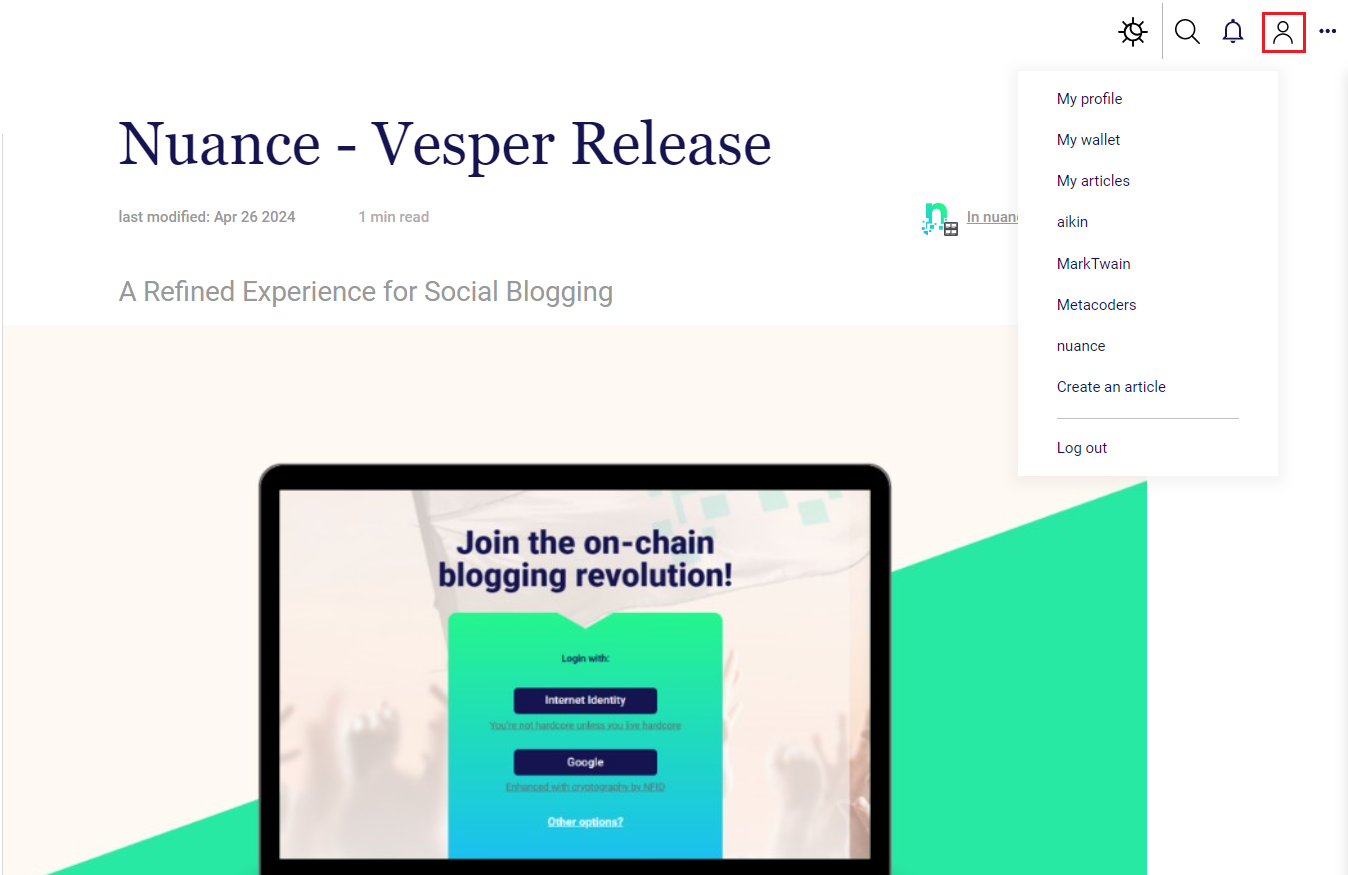 Nuance - Vesper Release
last modified: Apr 26 2024
1 min read
In nuanc
A Refined Experience for Social Blogging
My profile
My wallet
My articles
aikin
MarkTwain
Metacoders
nuance
Create an article
Log out
Join the on-chain
blogging revolution!
Login with:
Internet Identity
You're not hardcore unless you live hardcore
Google
Enhanced with cryptography by NFID
Other options?